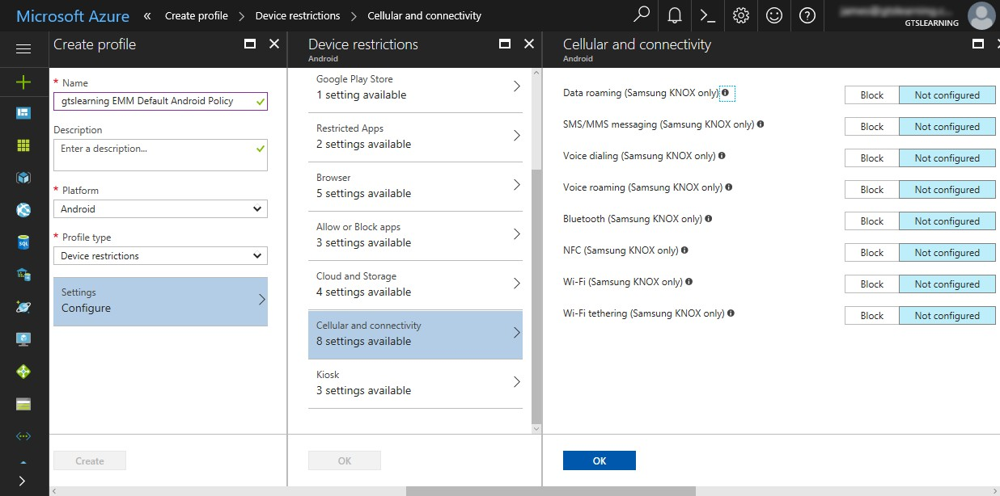 Microsoft Azure « Create profile > Device restrictions > Cellular and connectivity
GTSLEARNING
Create profile
* Name
gtslearning EMM Default Android Policy
Description
Enter a description...
* Platform
Android
* Profile type
Device restrictions
Settings
Configure
Create
SQL
Device restrictions
Android
Google Play Store
1 setting available
Restricted Apps
2 settings available
Browser
5 settings available
Allow or Block apps
3 settings available
Cloud and Storage
4 settings available
Cellular and connectivity
8 settings available
Kiosk
3 settings available
OK
Cellular and connectivity
Android
Data roaming (Samsung KNOX only) Block Not configured
SMS/MMS messaging (Samsung KNOX only) Block Not configured
Voice dialing (Samsung KNOX only) Block Not configured
Voice roaming (Samsung KNOX only) Block Not configured
Bluetooth (Samsung KNOX only) Block Not configured
NFC (Samsung KNOX only) Block Not configured
Wi-Fi (Samsung KNOX only) Block Not configured
Wi-Fi tethering (Samsung KNOX only) Block Not configured
OK